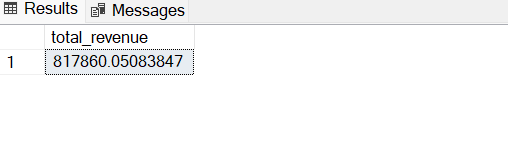 Results Messages
total_revenue
1 817860.05083847